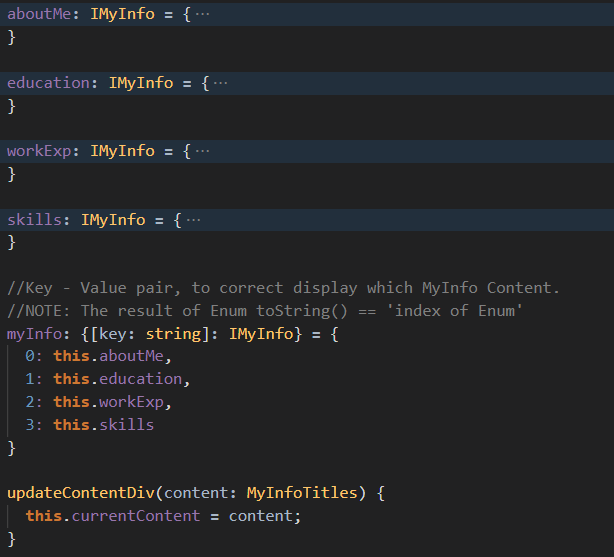 aboutMe: IMyInfo = {···
}
education: IMyInfo = {···
}
workExp: IMyInfo = {···
}
skills: IMyInfo = {···
}
//Key - Value pair, to correct display which MyInfo Content.
//NOTE: The result of Enum toString() == 'index of Enum'
myInfo: {[key: string]: IMyInfo} = {
  0: this.aboutMe,
  1: this.education,
  2: this.workExp,
  3: this.skills
}
updateContentDiv(content: MyInfoTitles) {
  this.currentContent = content;
}